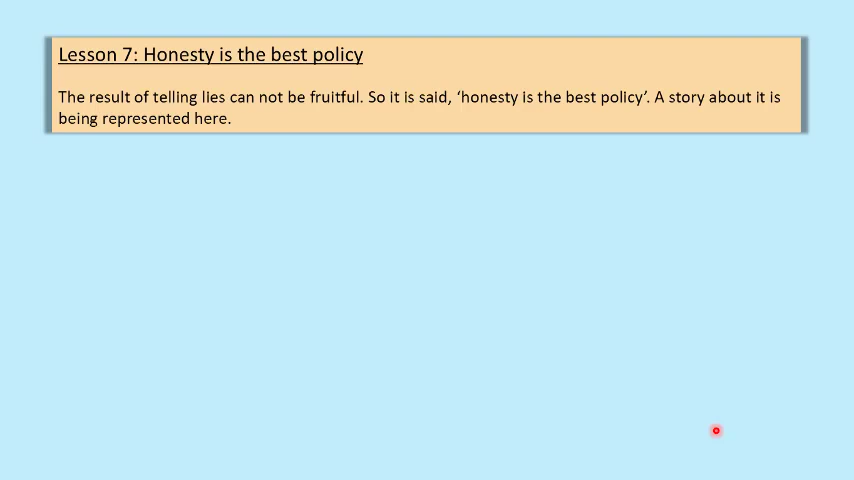 Lesson 7: Honesty is the best policy
The result of telling lies can not be fruitful. So it is said, ‘honesty is the best policy’. A story about it is
being represented here.